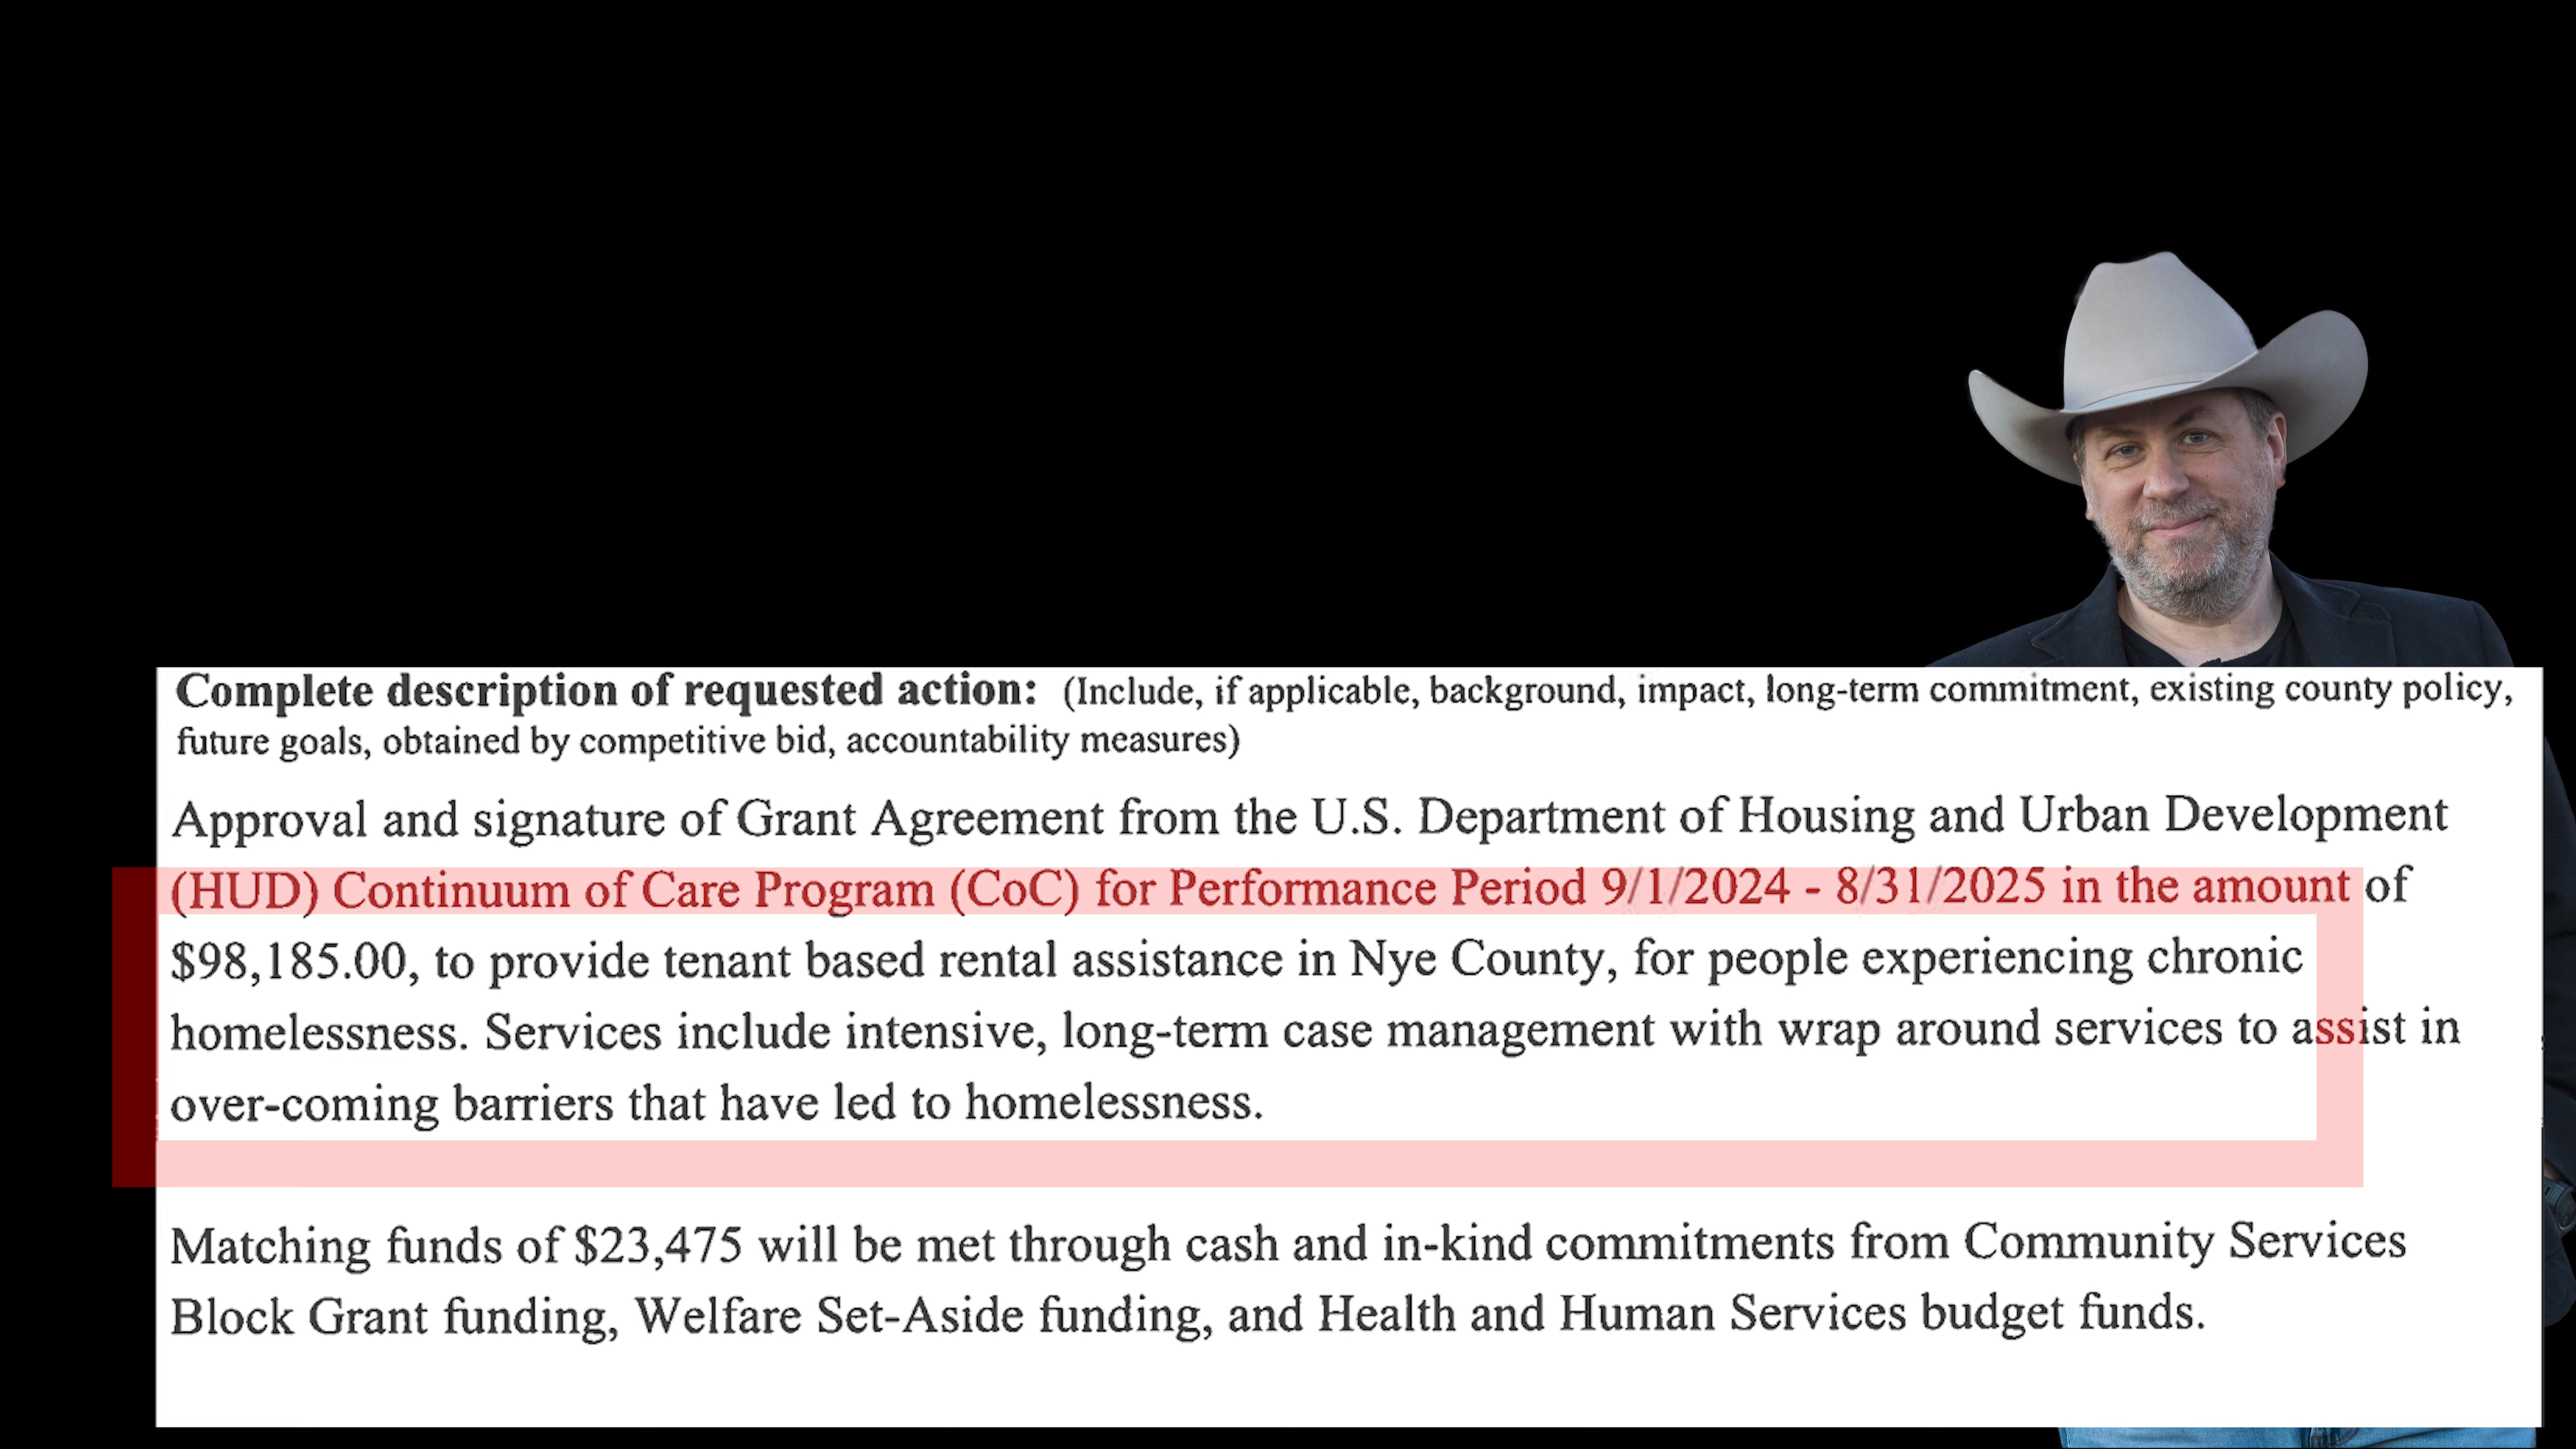 Complete description of requested action: (Include, if applicable, background, impact, long-term commitment, existing county policy,
future goals, obtained by competitive bid, accountability measures)
Approval and signature of Grant Agreement from the U.S. Department of Housing and Urban Development
(HUD) Continuum of Care Program (CoC) for Performance Period 9/1/2024 - 8/31/2025 in the amount of
$98,185.00, to provide tenant based rental assistance in Nye County, for people experiencing chronic
homelessness. Services include intensive, long-term case management with wrap around services to assist in
over-coming barriers that have led to homelessness.
Matching funds of $23,475 will be met through cash and in-kind commitments from Community Services
Block Grant funding, Welfare Set-Aside funding, and Health and Human Services budget funds.